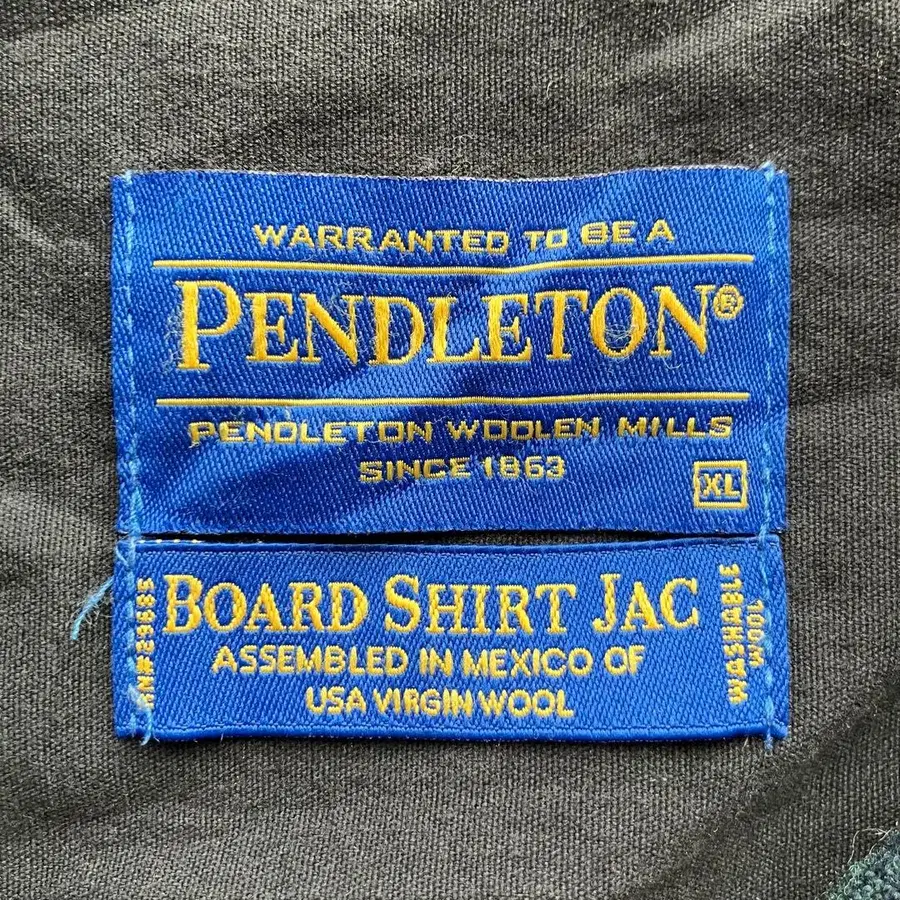 WARRANTED TO BE A
PENDLETON®
PENDLETON WOOLEN MILLS
SINCE 1863
XL
RN#29685
BOARD SHIRT JAC
ASSEMBLED IN MEXICO OF
USA VIRGIN WOOL
WASHABLE
WOOL